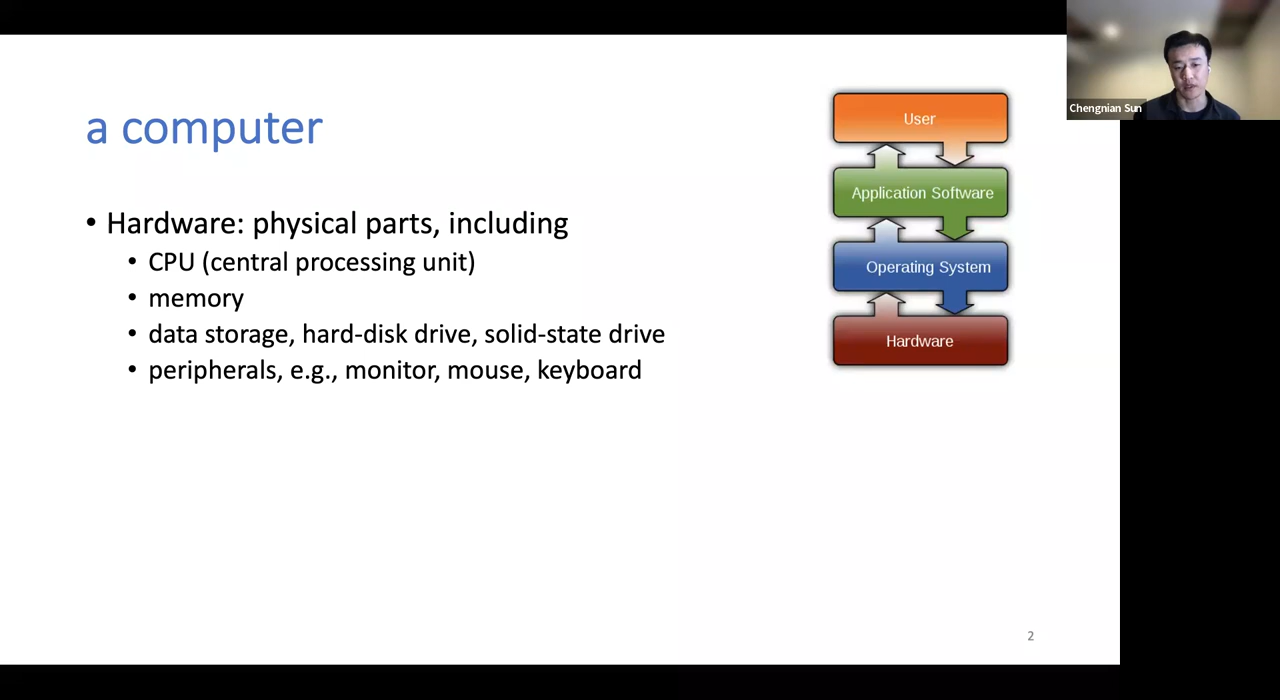 a computer
• Hardware: physical parts, including
• CPU (central processing unit)
• memory
• data storage, hard-disk drive, solid-state drive
• peripherals, e.g., monitor, mouse, keyboard
User
Application Software
Operating System
Hardware
Chengnian Sun
2